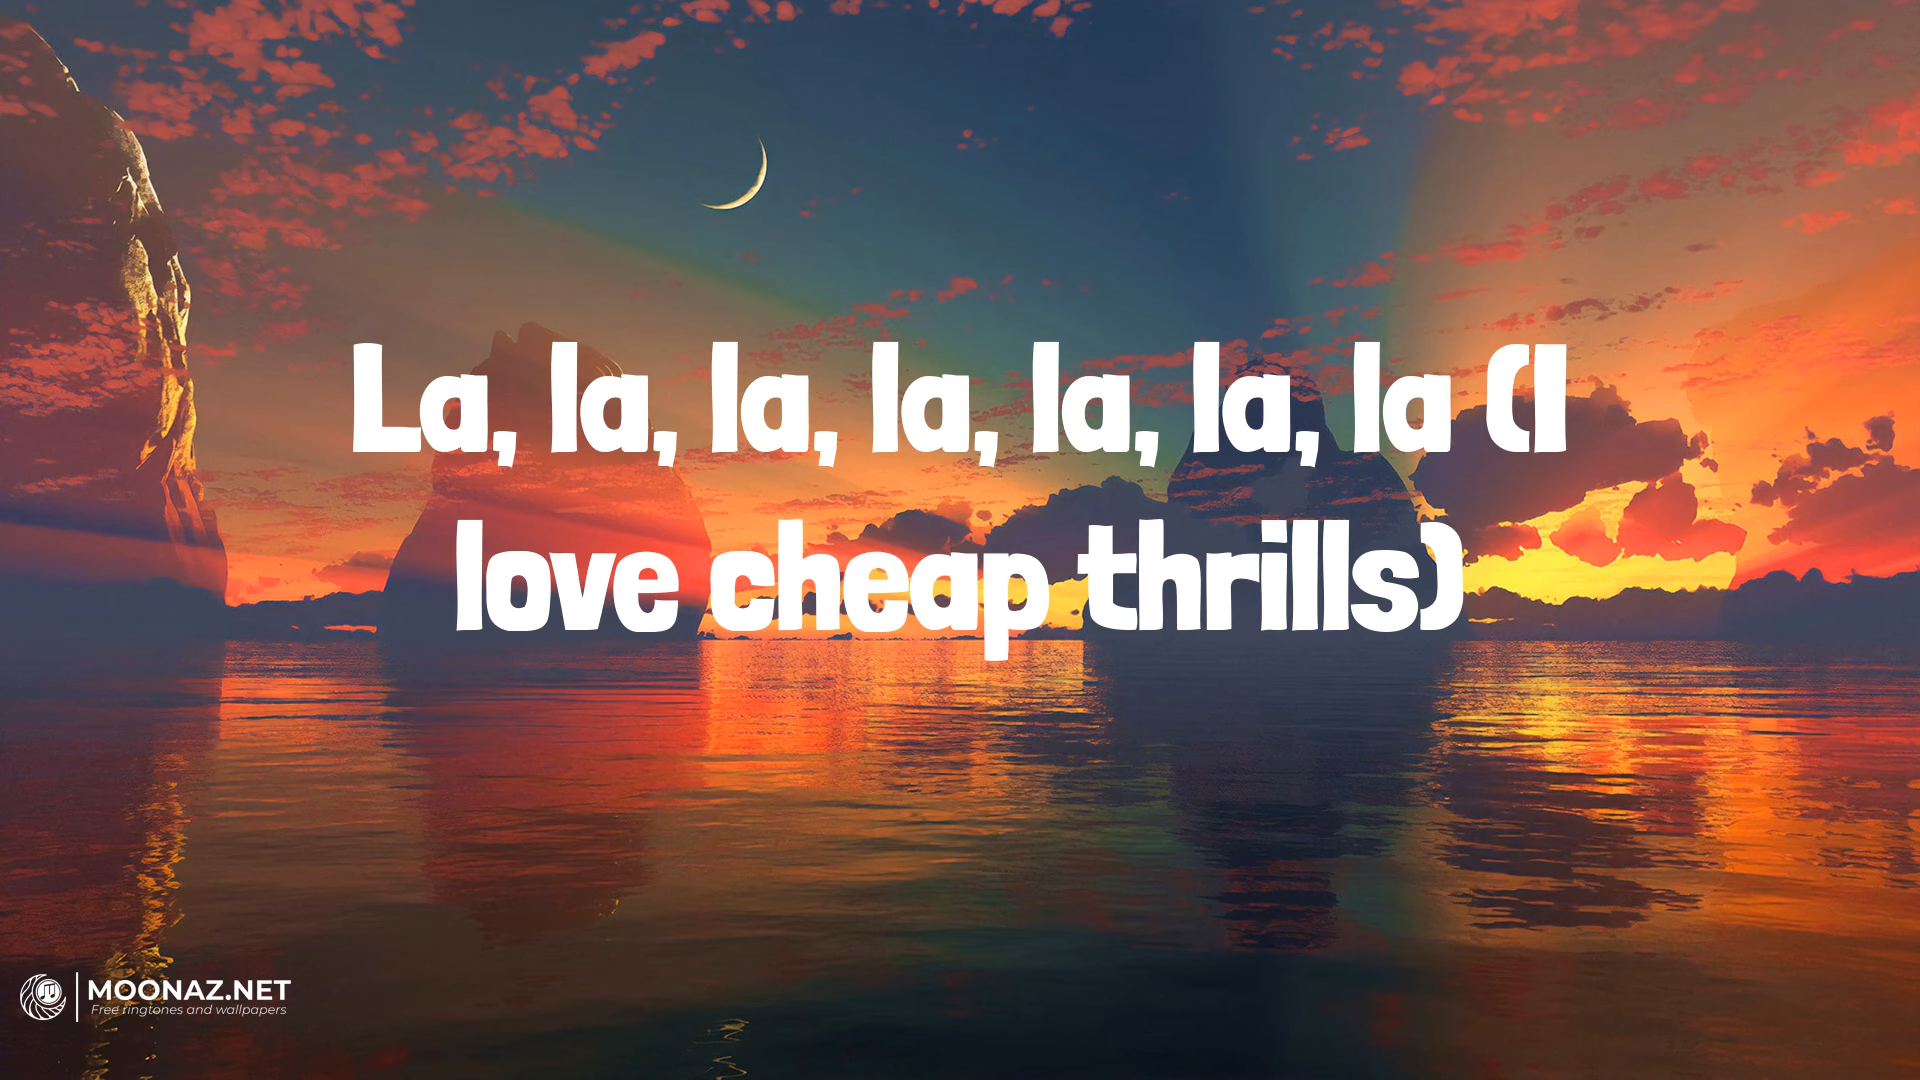 La, la, la, la, la, la, la (I
love cheap thrills)
MOONAZ.NET
Free ringtones and wallpapers